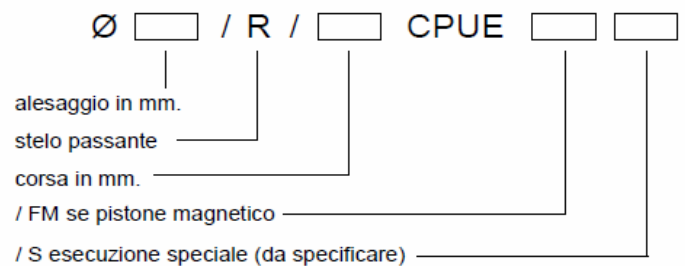 Ø / R / CPUE
alesaggio in mm.
stelo passante
corsa in mm.
/ FM se pistone magnetico
/ S esecuzione speciale (da specificare)